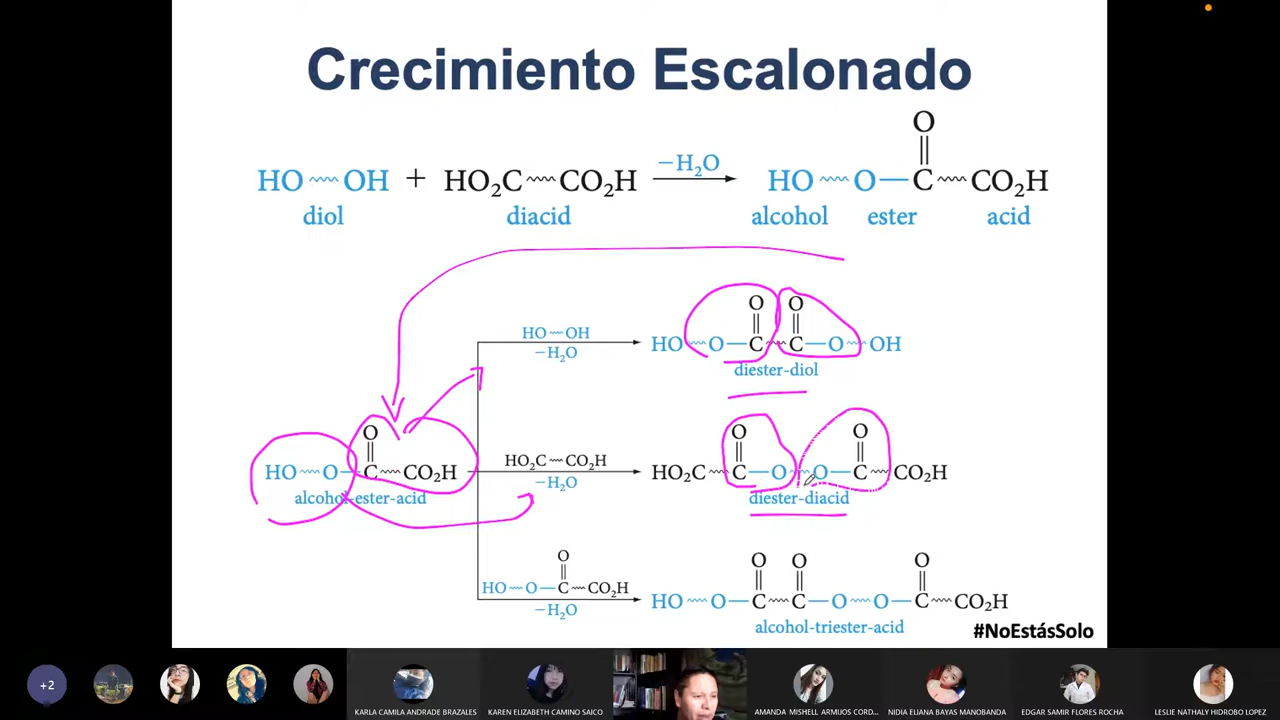 Crecimiento Escalonado
O
HO OH + HO₂C CO₂H −H₂O HO O — C CO₂H
diol diacid alcohol ester acid
O O
HO OH
−H₂O
HO O — C C — O OH
diester-diol
O O O
HO O — C CO₂H
alcohol-ester-acid
HO₂C CO₂H
−H₂O
HO₂C C — O O — C CO₂H
diester-diacid
O
HO O — C CO₂H
−H₂O
O O O
HO O — C C — O O — C CO₂H
alcohol-triester-acid
#NoEstásSolo
+2
KARLA CAMILA ANDRADE BRAZALES
KAREN ELIZABETH CAMINO SAICO
AMANDA MISHELL ARMIJOS CORD...
NIDIA ELIANA BAYAS MANOBANDA
EDGAR SAMIR FLORES ROCHA
LESLIE NATHALY HIDROBO LOPEZ